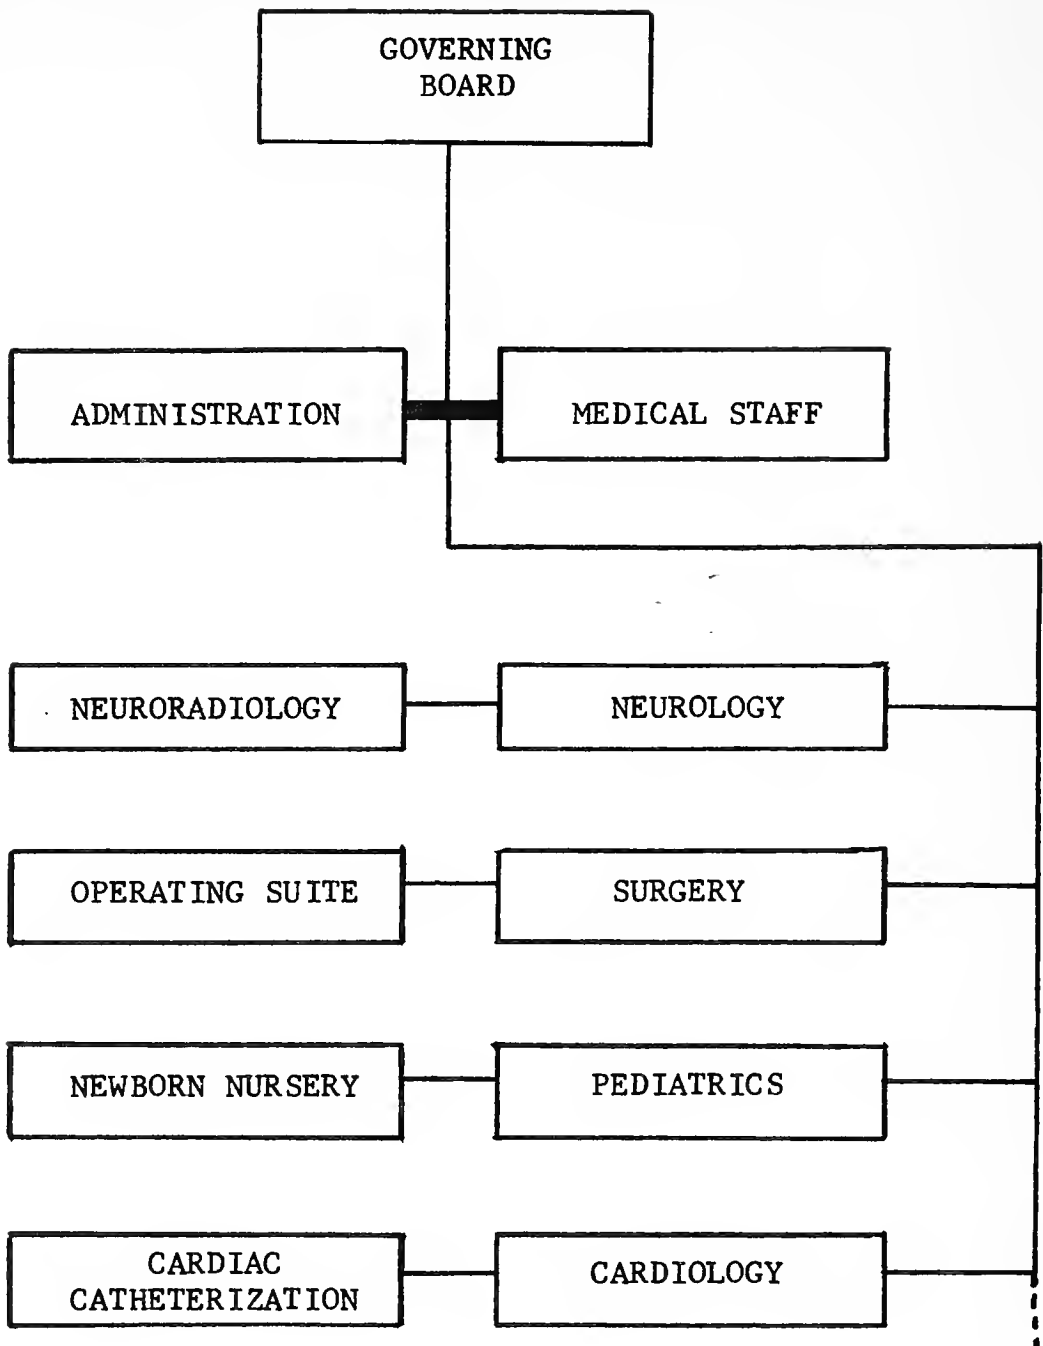 GOVERNING
BOARD
ADMINISTRATION
MEDICAL STAFF
NEURORADIOLOGY
NEUROLOGY
OPERATING SUITE
SURGERY
NEWBORN NURSERY
PEDIATRICS
CARDIAC
CATHETERIZATION
CARDIOLOGY